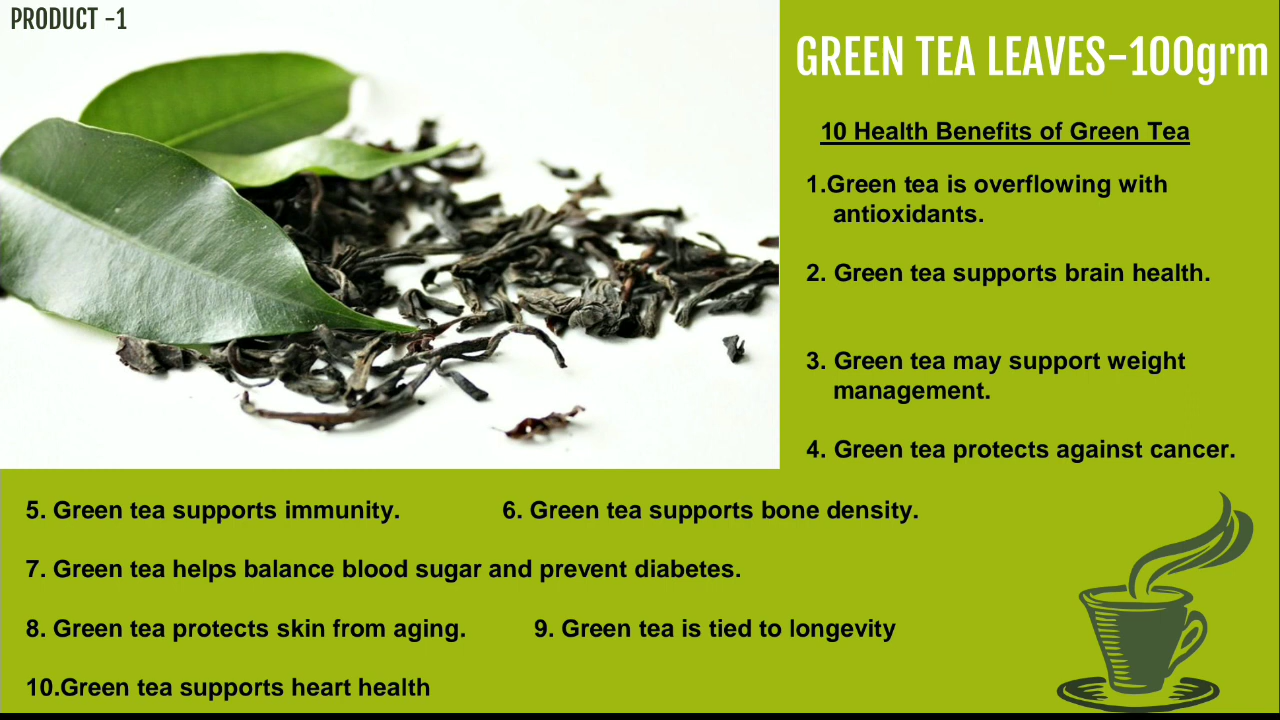 PRODUCT -1
GREEN TEA LEAVES-100grm
10 Health Benefits of Green Tea
1.Green tea is overflowing with
antioxidants.
2. Green tea supports brain health.
3. Green tea may support weight
management.
4. Green tea protects against cancer.
5. Green tea supports immunity. 6. Green tea supports bone density.
7. Green tea helps balance blood sugar and prevent diabetes.
8. Green tea protects skin from aging. 9. Green tea is tied to longevity
10.Green tea supports heart health